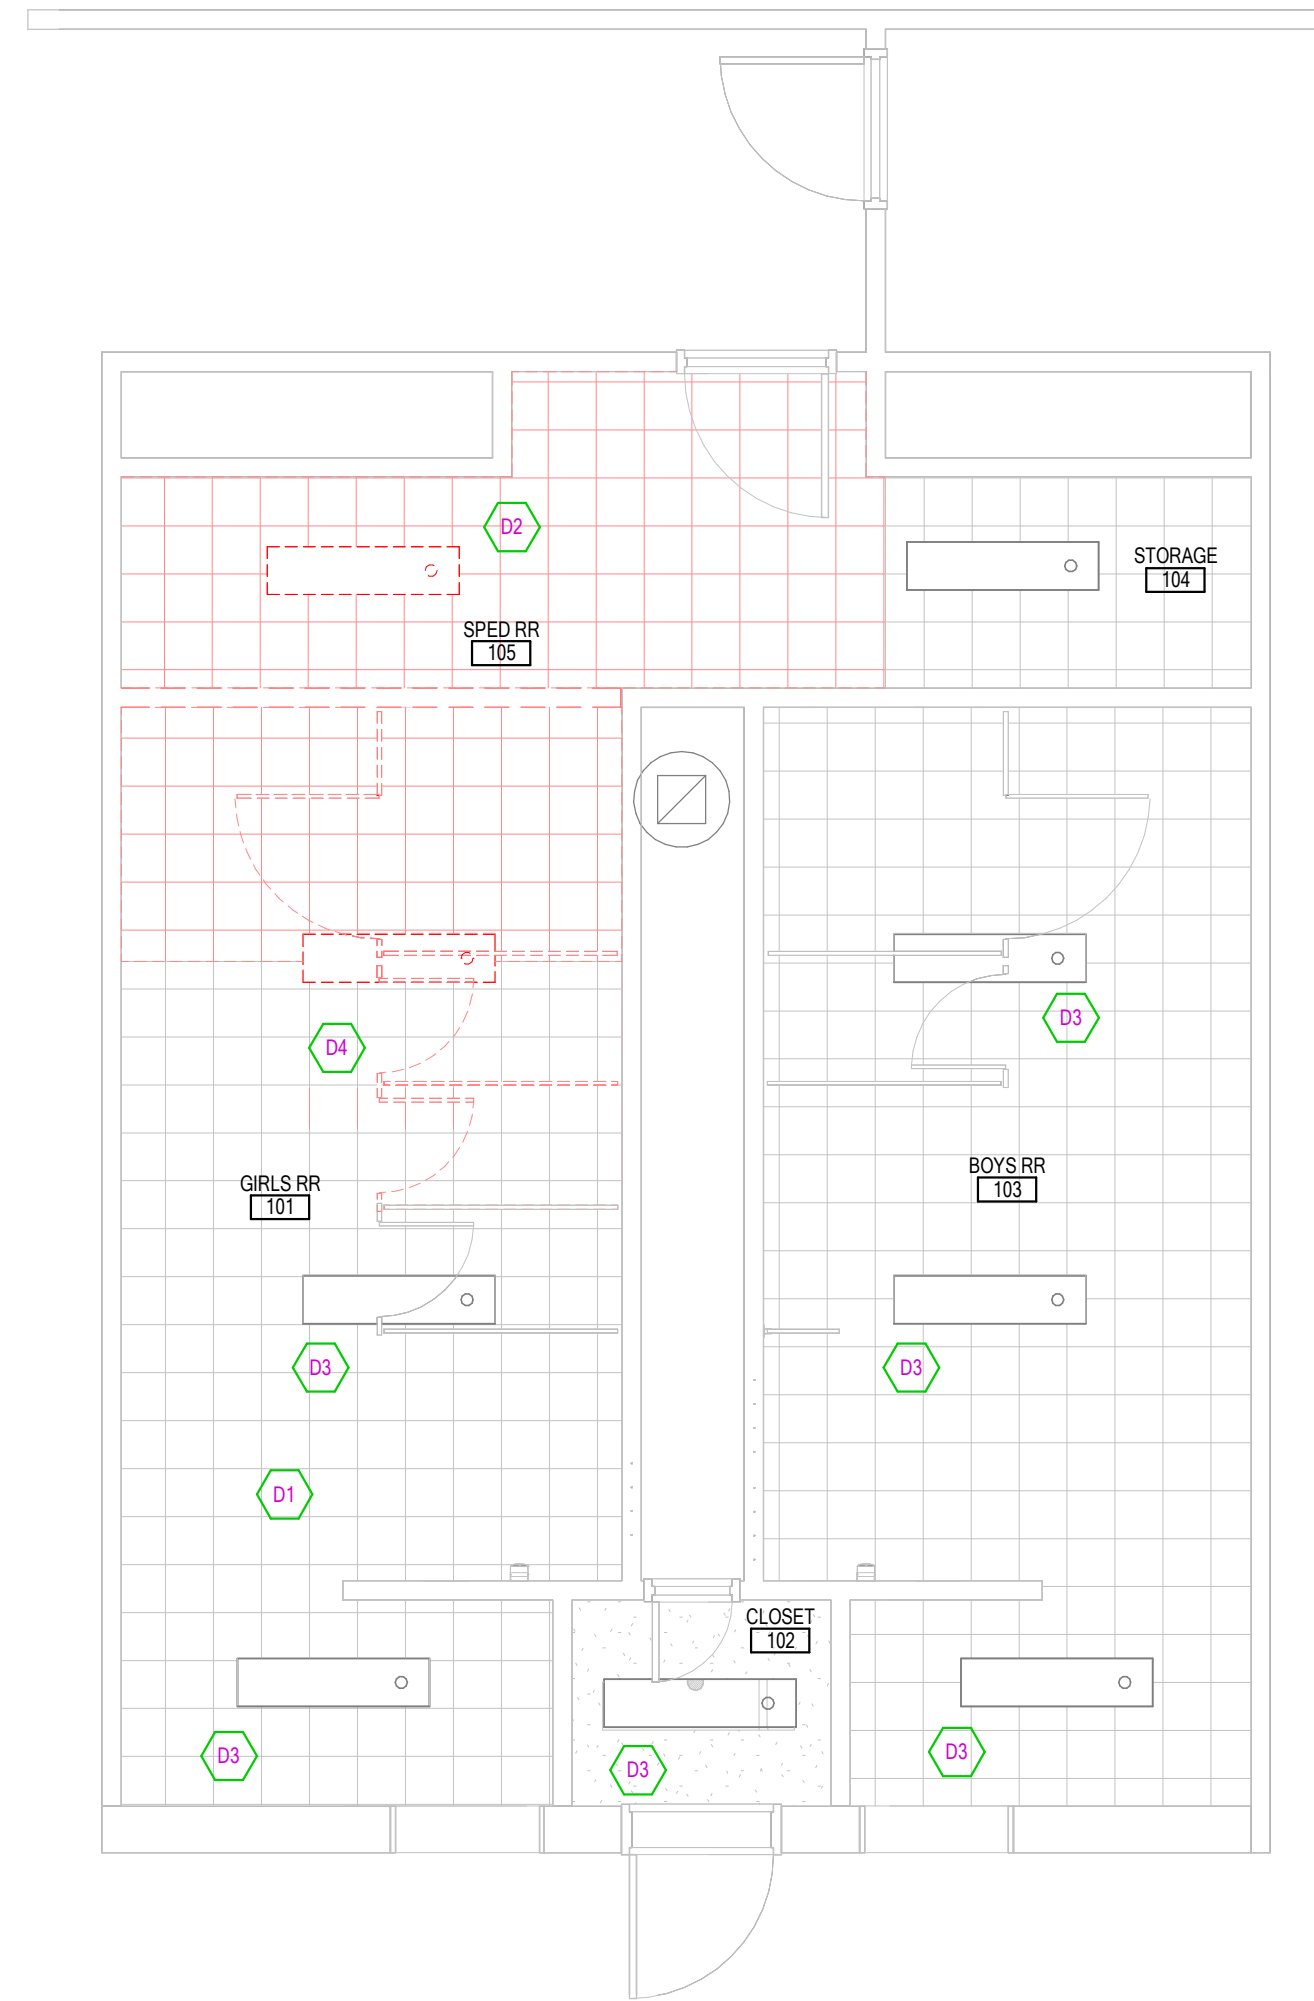 D2
STORAGE
104
SPED RR
105
D4
D3
BOYS RR
103
GIRLS RR
101
D3
D3
D1
CLOSET
102
D3
D3
D3